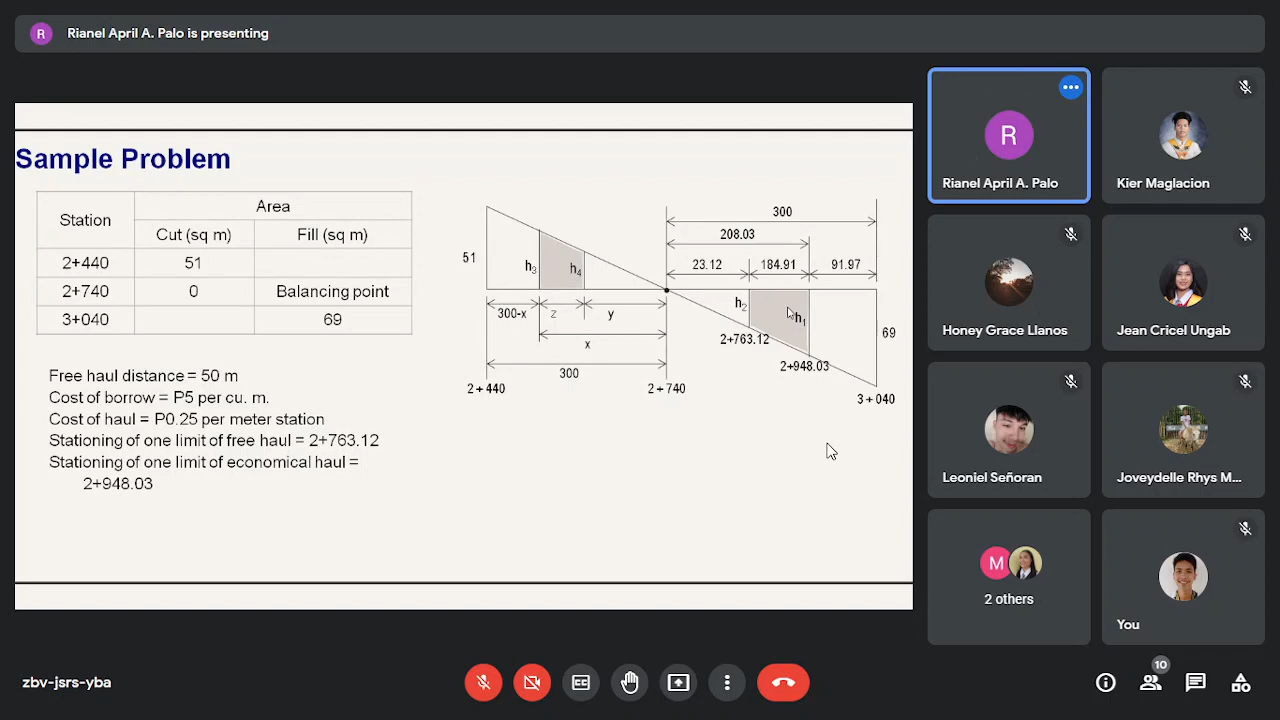 R Rianel April A. Palo is presenting
Sample Problem
Station Area
Cut (sq m) Fill (sq m)
2+440 51
2+740 0 Balancing point
3+040 69
Free haul distance = 50 m
Cost of borrow = P5 per cu. m.
Cost of haul = P0.25 per meter station
Stationing of one limit of free haul = 2+763.12
Stationing of one limit of economical haul =
2+948.03
300
208.03
23.12 184.91 91.97
51 h3 h4
h2 h1
300-x z y
69
2+763.12
x
2+948.03
300
2+440 2+740 3+040
R
Rianel April A. Palo
Kier Maglacion
Honey Grace Llanos
Jean Cricel Ungab
Leoniel Señoran
Joveydelle Rhys M...
M
2 others
You
zbv-jsrs-yba
10